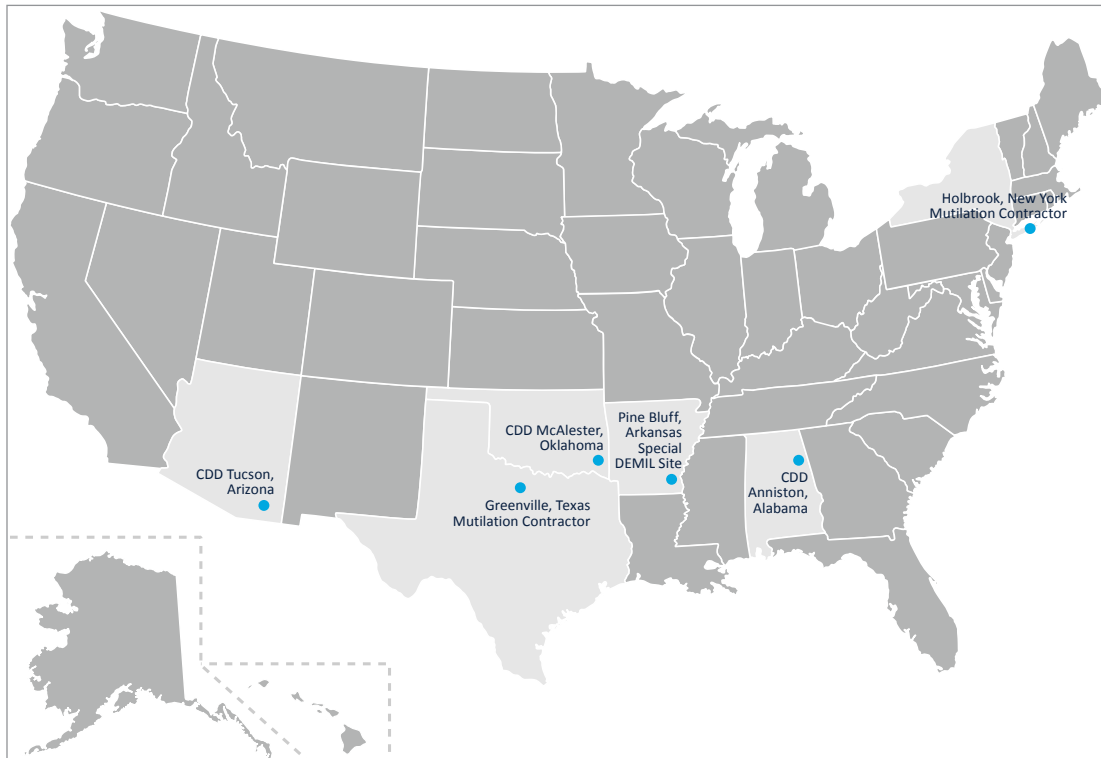 Holbrook, New York
Mutilation Contractor
CDD McAlester,
Oklahoma
Pine Bluff,
Arkansas
Special
DEMIL Site
CDD Tucson,
Arizona
Greenville, Texas
Mutilation Contractor
CDD
Anniston,
Alabama